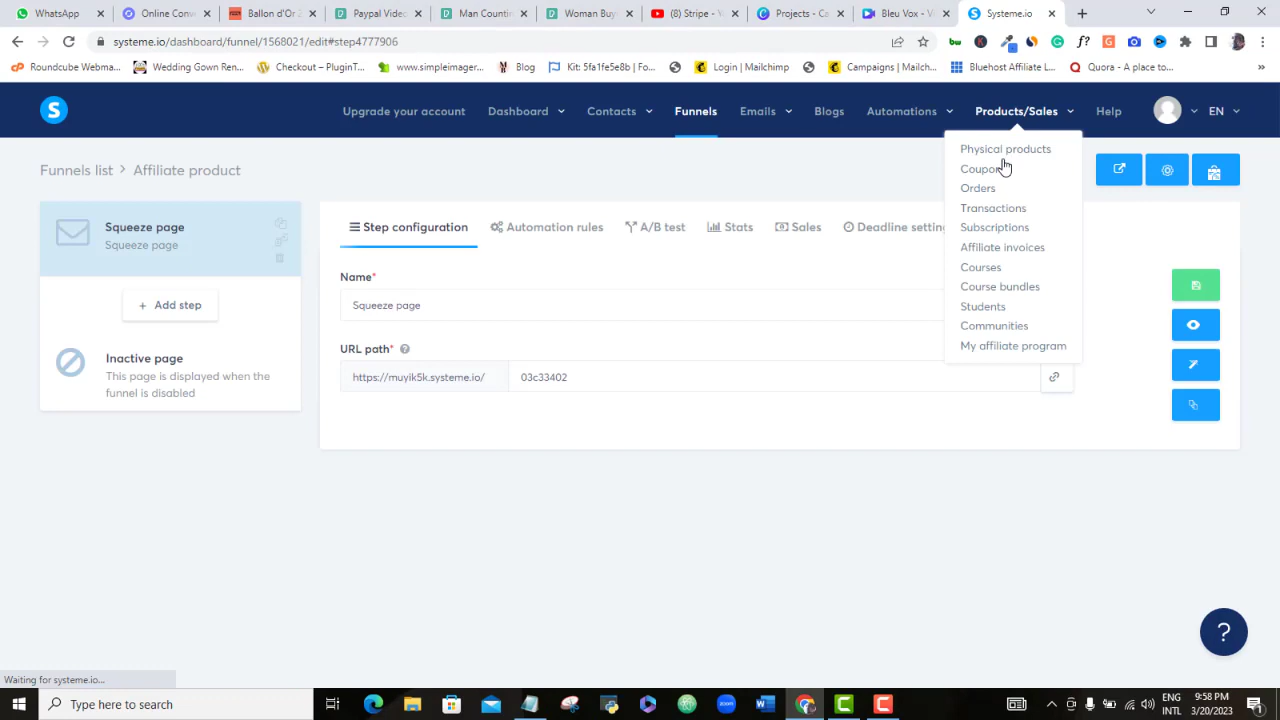 WhatsApp
Online Conv
Ballon d'Or D
Paypal Video
Man Countin
Woman Buy
(8) Stripe -
Projects - Ca
Bleu Vox - W
Systeme.io
systeme.io/dashboard/funnel/1568021/edit#step4777906
Roundcube Webma...
Wedding Gown Ren...
Checkout – PluginT...
www.simpleimager...
Blog
Kit: 5fa1fe5e8b | Fo...
Login | Mailchimp
Campaigns | Mailch...
Bluehost Affiliate L...
Quora - A place to...
»
S
Upgrade your account
Dashboard
Contacts
Funnels
Emails
Blogs
Automations
Products/Sales
Help
EN
Physical products
Coupon
Orders
Transactions
Subscriptions
Affiliate invoices
Courses
Course bundles
Students
Communities
My affiliate program
Funnels list > Affiliate product
Squeeze page
Squeeze page
+ Add step
Inactive page
This page is displayed when the
funnel is disabled
Step configuration
Automation rules
A/B test
Stats
Sales
Deadline settin
Name*
Squeeze page
URL path*
https://muyik5k.systeme.io/
03c33402
?
Waiting for systeme.io...
Type here to search
ENG
INTL
9:58 PM
3/20/2023